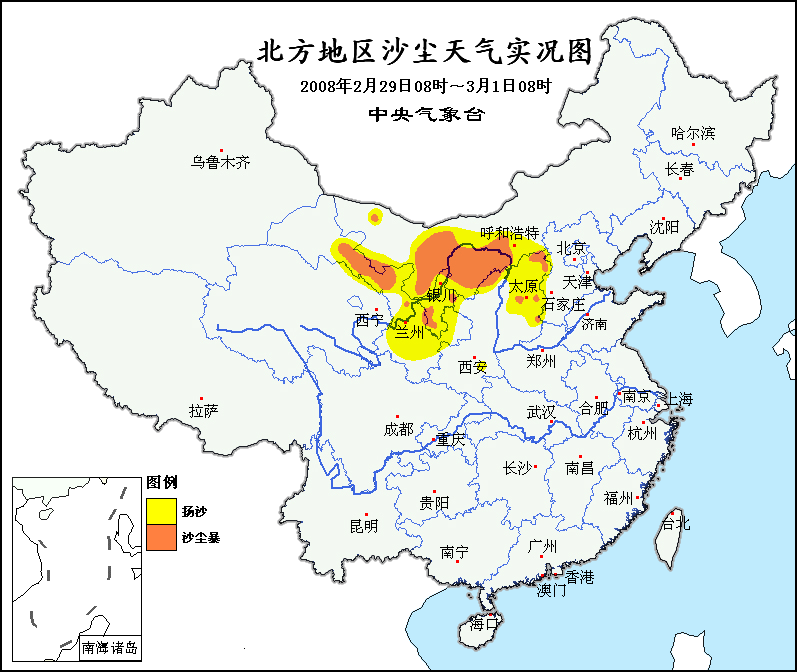 北方地区沙尘天气实况图
2008年2月29日08时～3月1日08时
中央气象台
哈尔滨
乌鲁木齐
长春
沈阳
呼和浩特
北京
天津
银川
太原
石家庄
西宁
济南
兰州
西安
郑州
拉萨
南京
上海
合肥
武汉
成都
重庆
杭州
长沙
南昌
贵阳
福州
昆明
台北
南宁
广州
香港
澳门
海口
图例
扬沙
沙尘暴
南海诸岛